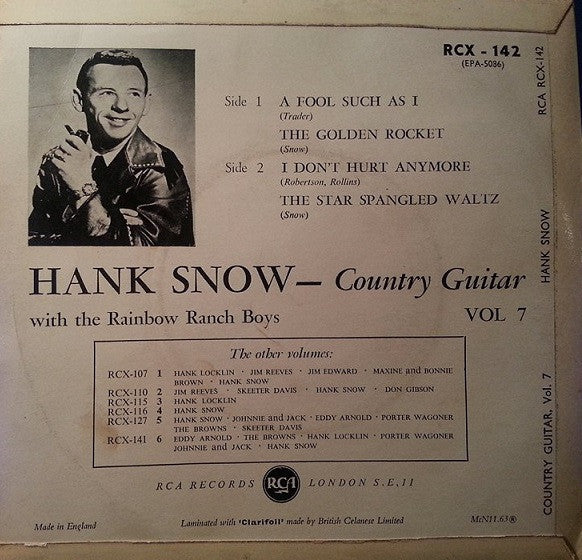 RCX - 142
(EPA-5086)
Side 1 A FOOL SUCH AS I
(Trader)
THE GOLDEN ROCKET
(Snow)
Side 2 I DON'T HURT ANYMORE
(Robertson, Rollins)
THE STAR SPANGLED WALTZ
(Snow)
HANK SNOW— Country Guitar
with the Rainbow Ranch Boys VOL 7
The other volumes:
RCX-107 1 HANK LOCKLIN · JIM REEVES · JIM EDWARD · MAXINE and BONNIE
BROWN · HANK SNOW
RCX-110 2 JIM REEVES · SKEETER DAVIS · HANK SNOW · DON GIBSON
RCX-115 3 HANK LOCKLIN
RCX-116 4 HANK SNOW
RCX-127 5 HANK SNOW · JOHNNIE and JACK · EDDY ARNOLD · PORTER WAGONER
THE BROWNS · SKEETER DAVIS
RCX-141 6 EDDY ARNOLD · THE BROWNS · HANK LOCKLIN · PORTER WAGONER
JOHNNIE and JACK · HANK SNOW
RCA RECORDS RCA LONDON S.E,11
Made in England Laminated with 'Clarifoil' made by British Celanese Limited McN11.63®
RCA RCX-142
HANK SNOW
COUNTRY GUITAR, Vol. 7